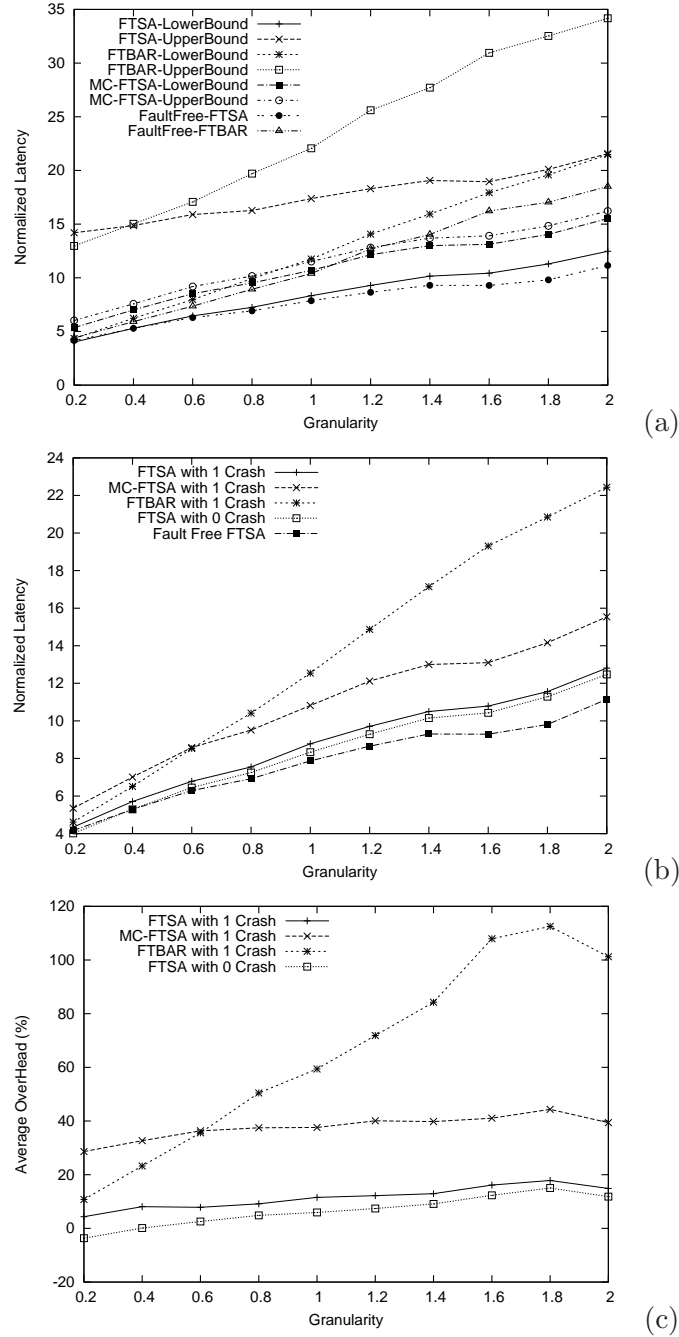 35
30
25
20
15
10
5
0
Normalized Latency
FTSA-LowerBound
FTSA-UpperBound
FTBAR-LowerBound
FTBAR-UpperBound
MC-FTSA-LowerBound
MC-FTSA-UpperBound
FaultFree-FTSA
FaultFree-FTBAR
0.2 0.4 0.6 0.8 1 1.2 1.4 1.6 1.8 2
Granularity
(a)
24
22
20
18
16
14
12
10
8
6
4
Normalized Latency
FTSA with 1 Crash
MC-FTSA with 1 Crash
FTBAR with 1 Crash
FTSA with 0 Crash
Fault Free FTSA
0.2 0.4 0.6 0.8 1 1.2 1.4 1.6 1.8 2
Granularity
(b)
120
100
80
60
40
20
0
-20
Average OverHead (%)
FTSA with 1 Crash
MC-FTSA with 1 Crash
FTBAR with 1 Crash
FTSA with 0 Crash
0.2 0.4 0.6 0.8 1 1.2 1.4 1.6 1.8 2
Granularity
(c)